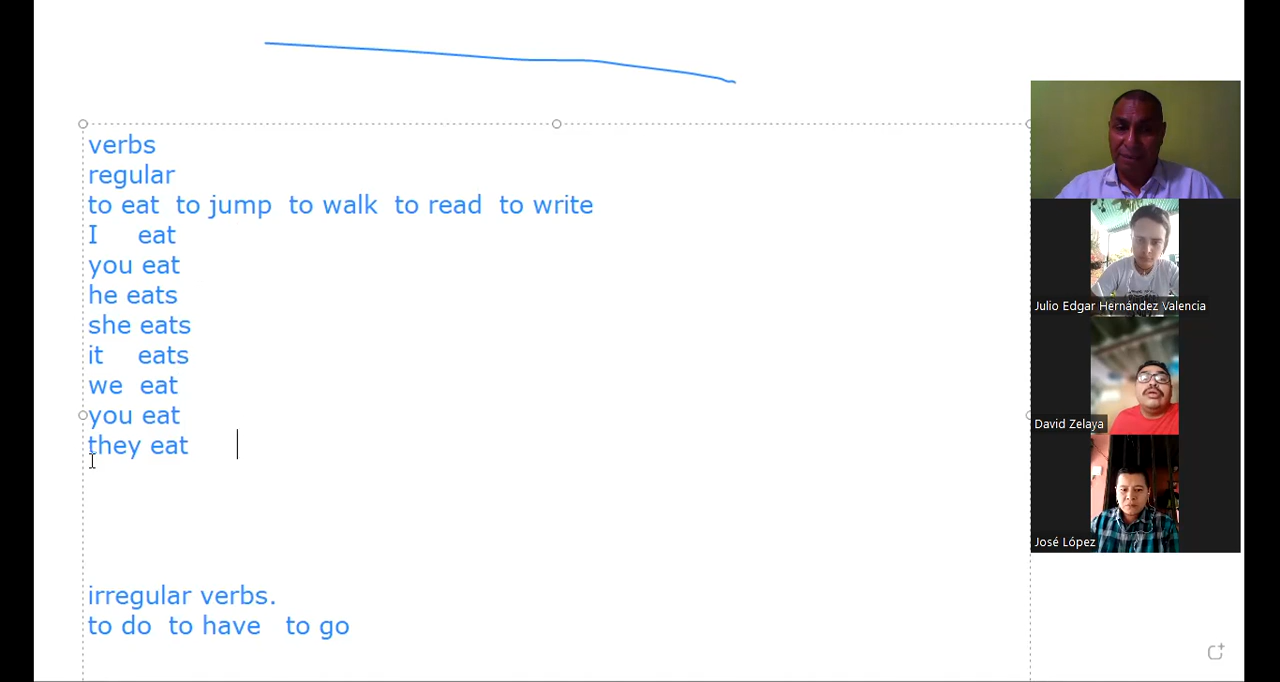 verbs
regular
to eat to jump to walk to read to write
I eat
you eat
he eats
she eats
it eats
we eat
you eat
they eat
irregular verbs.
to do to have to go
Julio Edgar Hernández Valencia
David Zelaya
José López